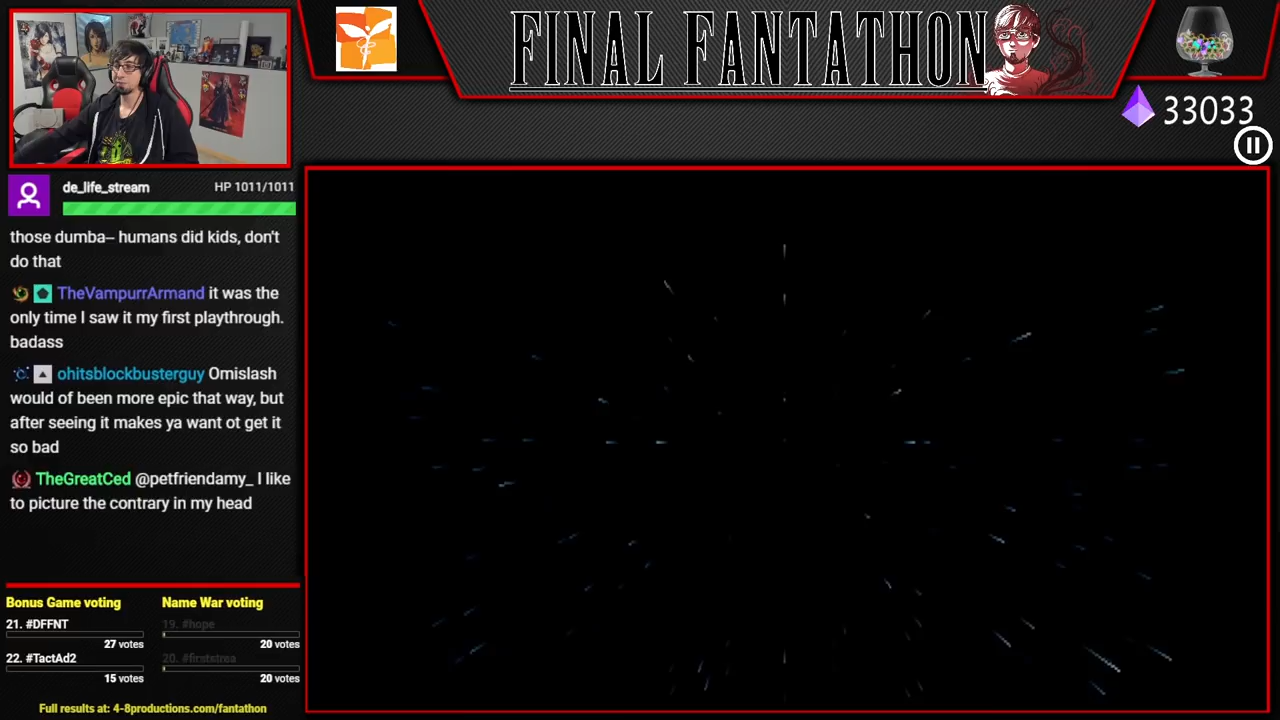 FINAL FANTATHON
33033
de_life_stream HP 1011/1011
those dumba– humans did kids, don't
do that
TheVampurrArmand it was the
only time I saw it my first playthrough.
badass
ohitsblockbusterguy Omislash
would of been more epic that way, but
after seeing it makes ya want ot get it
so bad
TheGreatCed @petfriendamy_ I like
to picture the contrary in my head
Bonus Game voting
21. #DFFNT
27 votes
22. #TactAd2
15 votes
Name War voting
19. #hope
20 votes
20. #firststrea
20 votes
Full results at: 4-8productions.com/fantathon